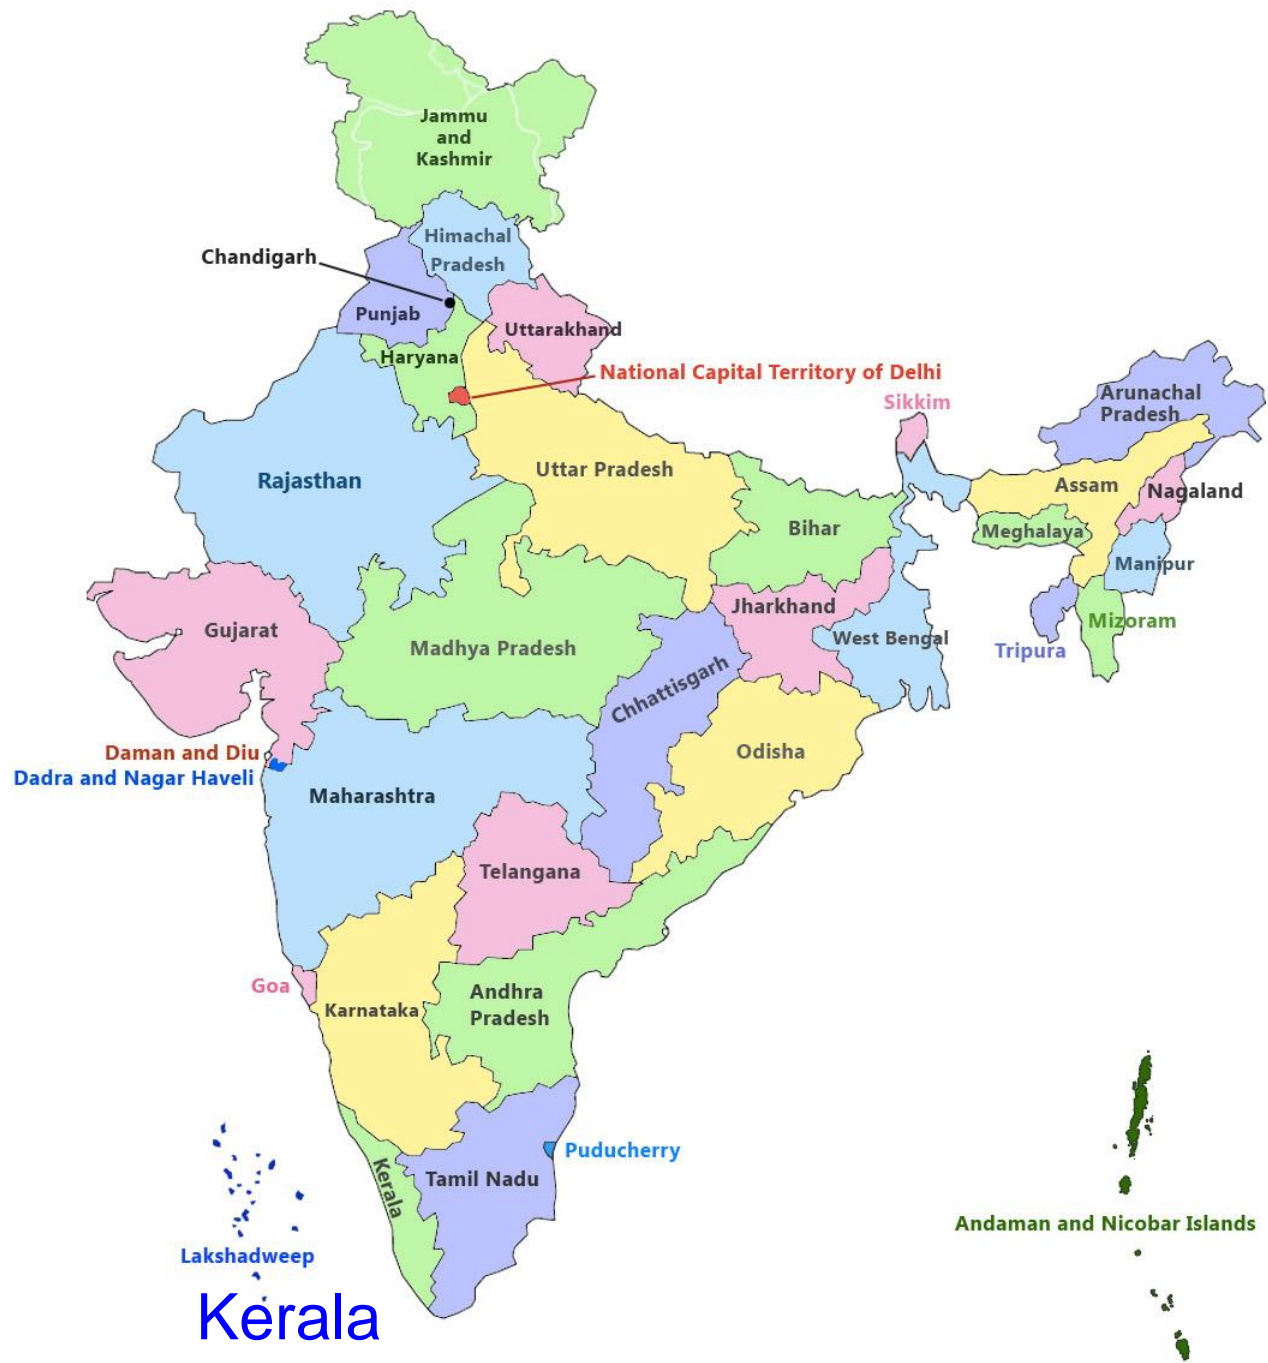 Jammu
and
Kashmir
Himachal
Pradesh
Chandigarh
Punjab
Uttarakhand
Haryana
National Capital Territory of Delhi
Sikkim
Arunachal
Pradesh
Uttar Pradesh
Rajasthan
Assam
Nagaland
Bihar
Meghalaya
Manipur
Jharkhand
Gujarat
Madhya Pradesh
West Bengal
Mizoram
Tripura
Chhattisgarh
Odisha
Daman and Diu
Dadra and Nagar Haveli
Maharashtra
Telangana
Goa
Karnataka
Andhra
Pradesh
Puducherry
Kerala
Tamil Nadu
Andaman and Nicobar Islands
Lakshadweep
Kerala